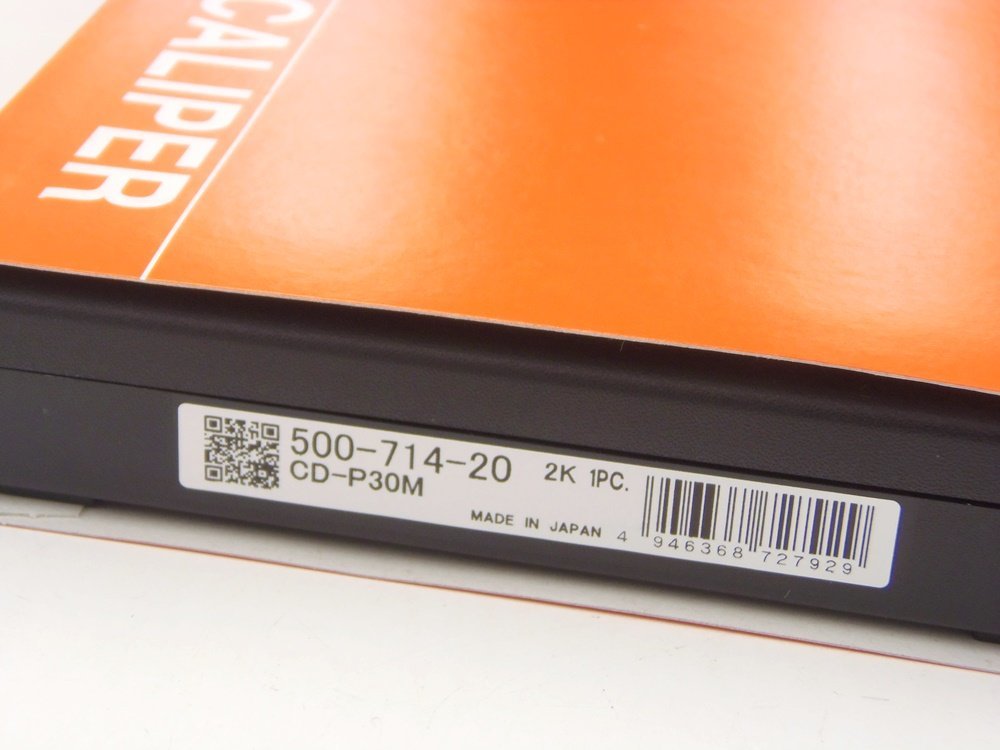 CALIPER
500-714-20 2K 1PC.
CD-P30M
MADE IN JAPAN
4 946368 727929